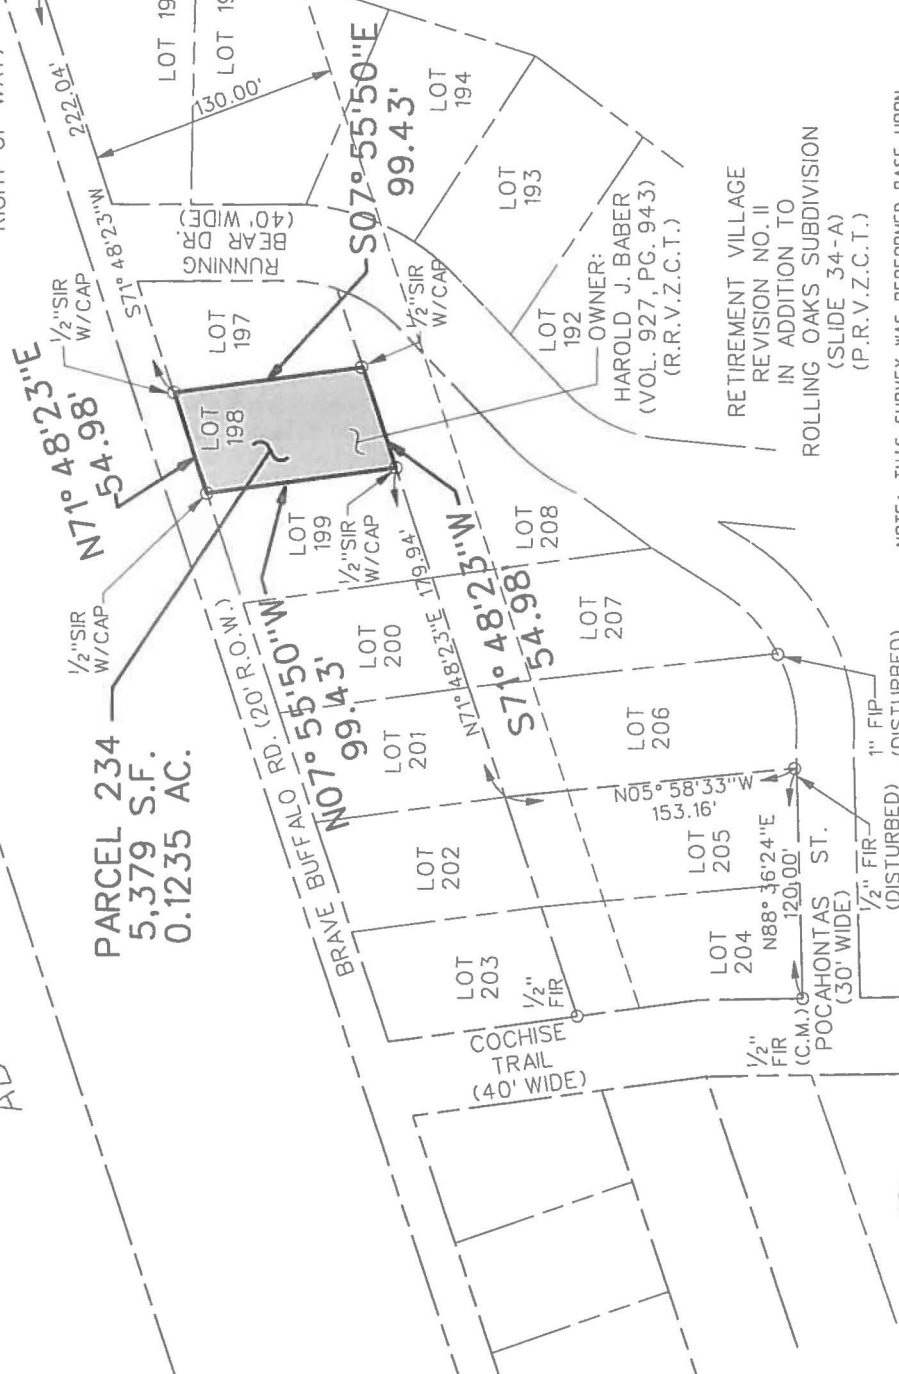 222.04'
LOT
LOT
130.00'
S71° 48'23"W
RUNNING
BEAR DR.
(40' WIDE)
1/2"SIR
W/CAP
N71° 48'23"E
54.98'
S07° 55'50"E
99.43'
LOT
194
LOT
193
LOT
192
LOT
197
LOT
198
1/2"SIR
W/CAP
OWNER:
HAROLD J. BABER
(VOL. 927, PG. 943)
(R.R.V.Z.C.T.)
RETIREMENT VILLAGE
REVISION NO. II
IN ADDITION TO
ROLLING OAKS SUBDIVISION
(SLIDE 34-A)
(P.R.V.Z.C.T.)
1/2"SIR
W/CAP
LOT
199
1/2"SIR
W/CAP
PARCEL 234
5,379 S.F.
0.1235 AC.
BRAVE BUFFALO RD. (20' R.O.W.)
N07° 55'50"W
99.43'
S71° 48'23"W
54.98'
N71° 48'23"E 179.94'
LOT
200
LOT
201
LOT
202
LOT
203
LOT
208
LOT
207
LOT
206
LOT
205
LOT
204
N05° 58'33"W
153.16'
N88° 36'24"E
120.00'
1/2"
FIR
COCHISE
TRAIL
(40' WIDE)
1/2"
FIR
(C.M.)
POCAHONTAS ST.
(30' WIDE)
1/2" FIR
(DISTURBED)
1" FIP
(DISTURBED)
NOTE: THIS SURVEY WAS PERFORMED BASE UPON